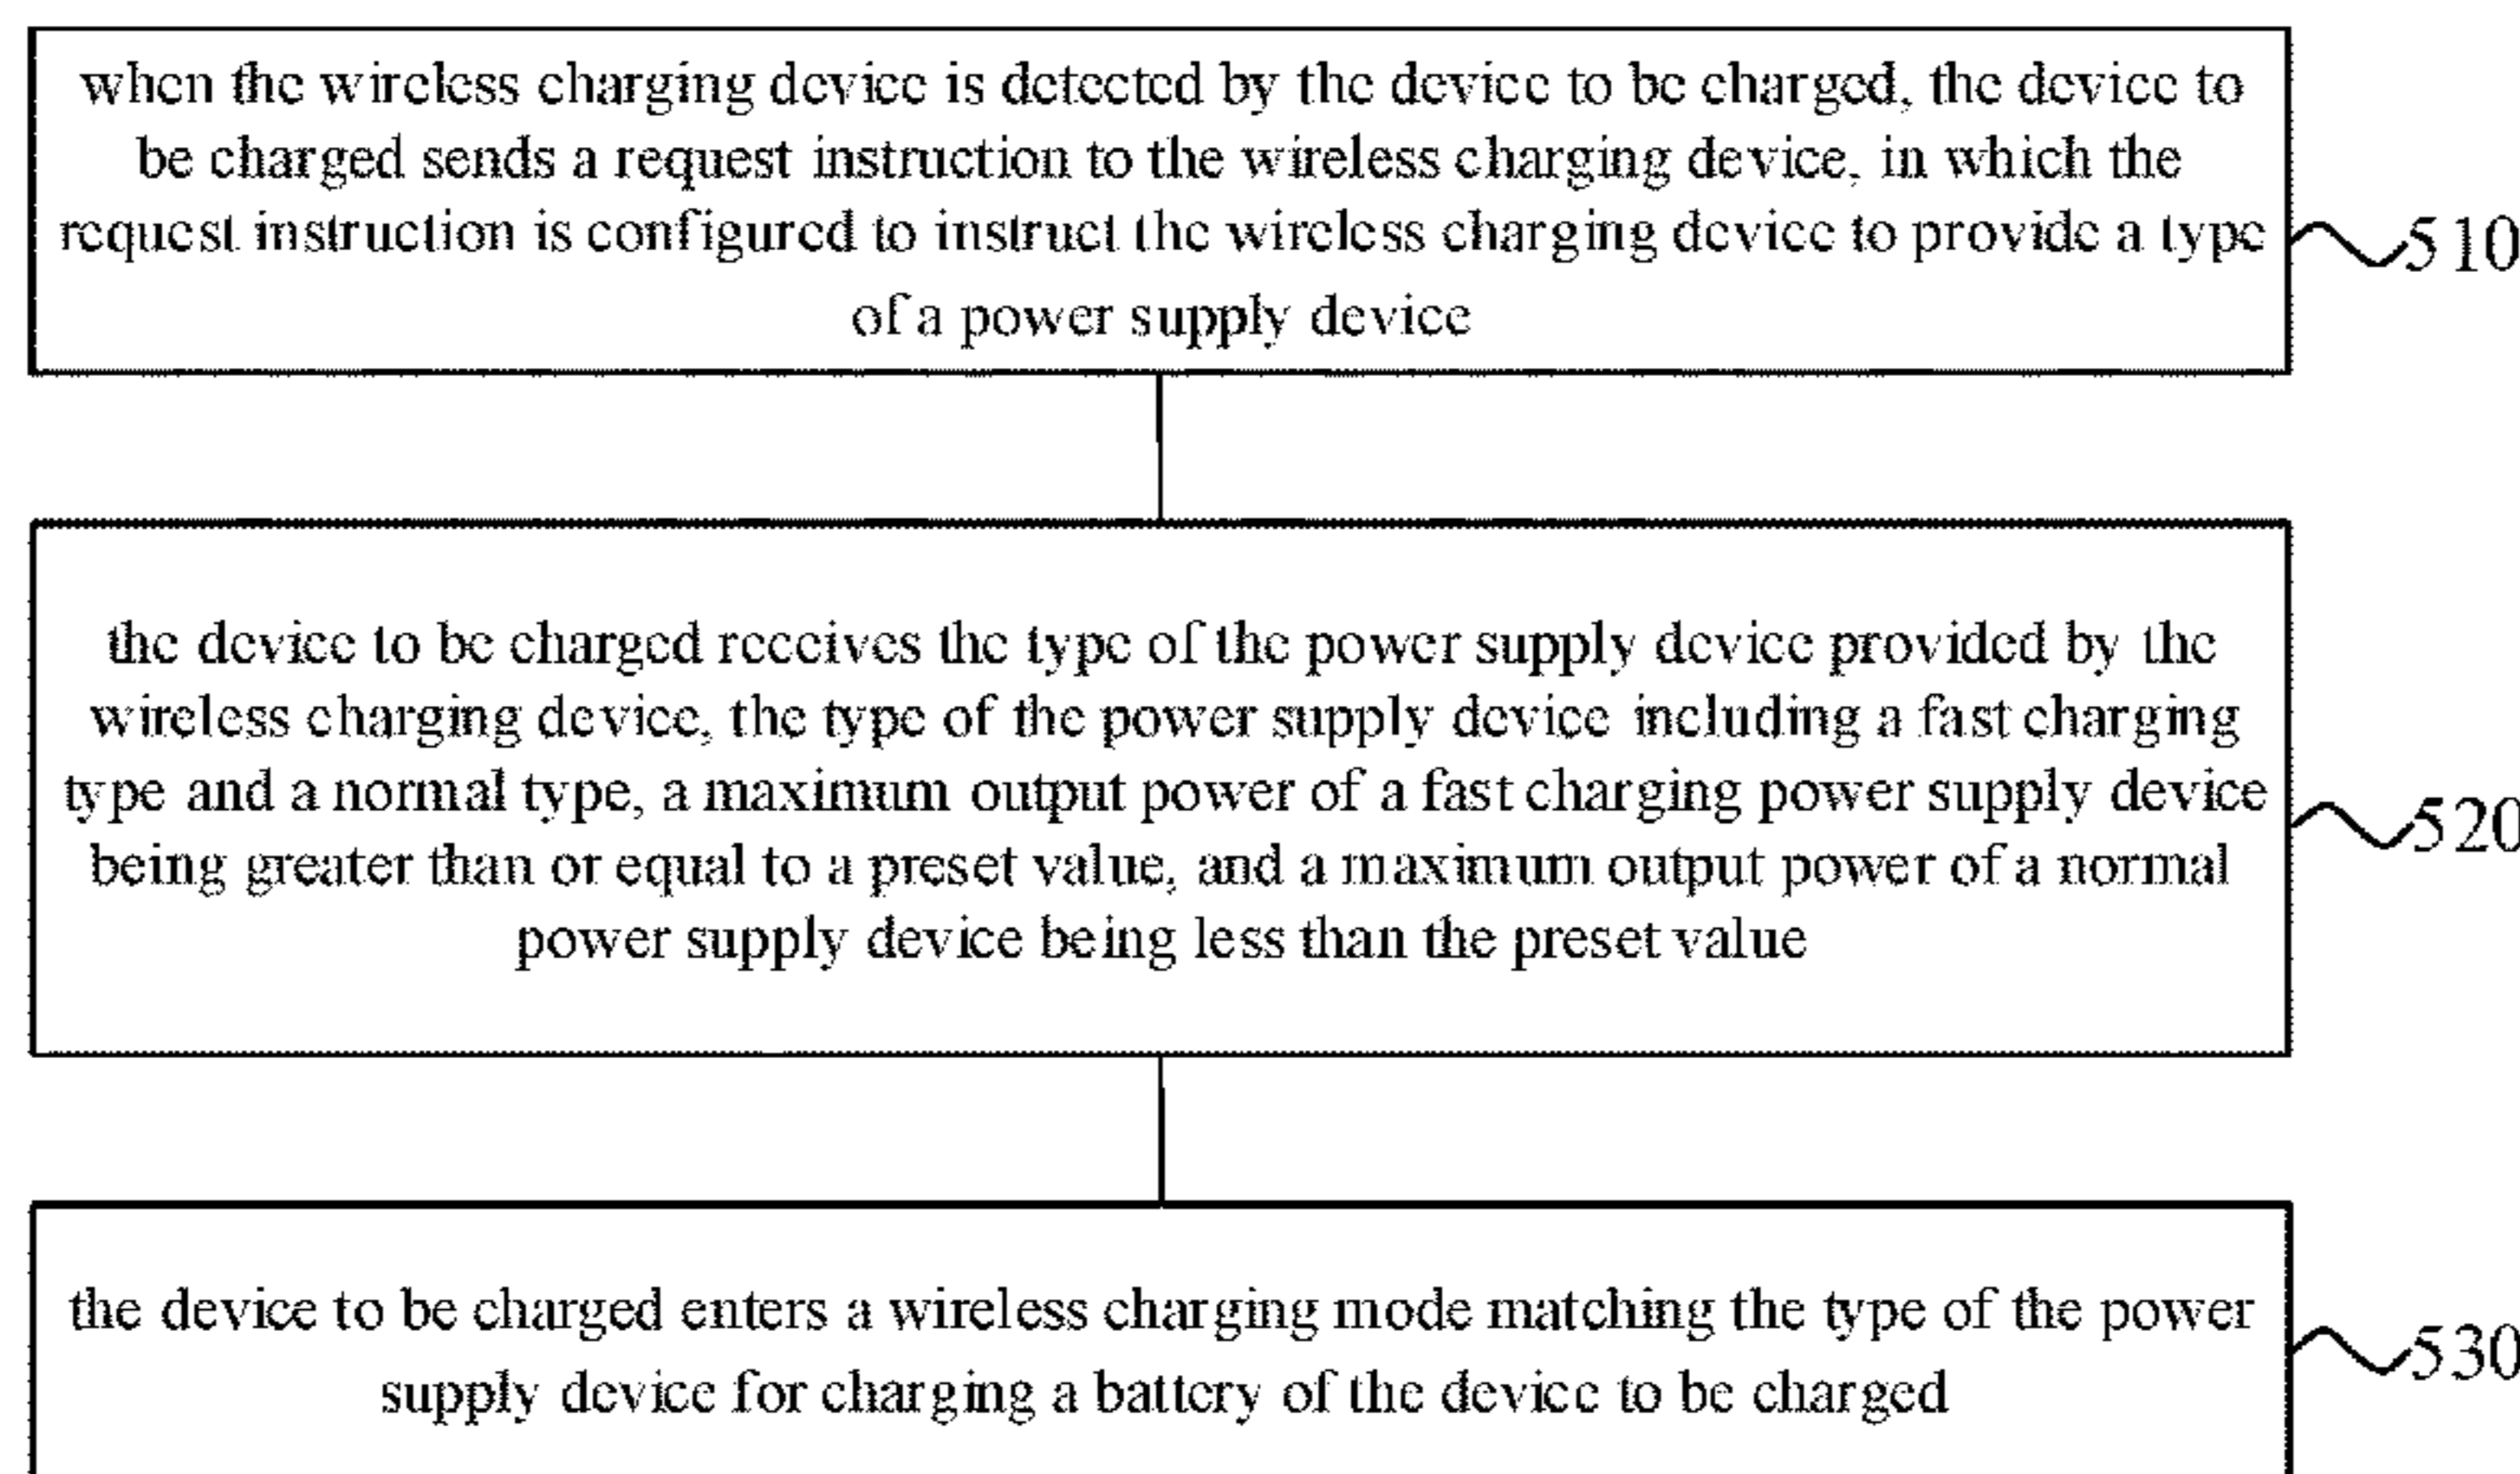 when the wireless charging device is detected by the device to be charged, the device to
be charged sends a request instruction to the wireless charging device, in which the
request instruction is configured to instruct the wireless charging device to provide a type
of a power supply device
510
the device to be charged receives the type of the power supply device provided by the
wireless charging device, the type of the power supply device including a fast charging
type and a normal type, a maximum output power of a fast charging power supply device
being greater than or equal to a preset value, and a maximum output power of a normal
power supply device being less than the preset value
520
the device to be charged enters a wireless charging mode matching the type of the power
supply device for charging a battery of the device to be charged
530